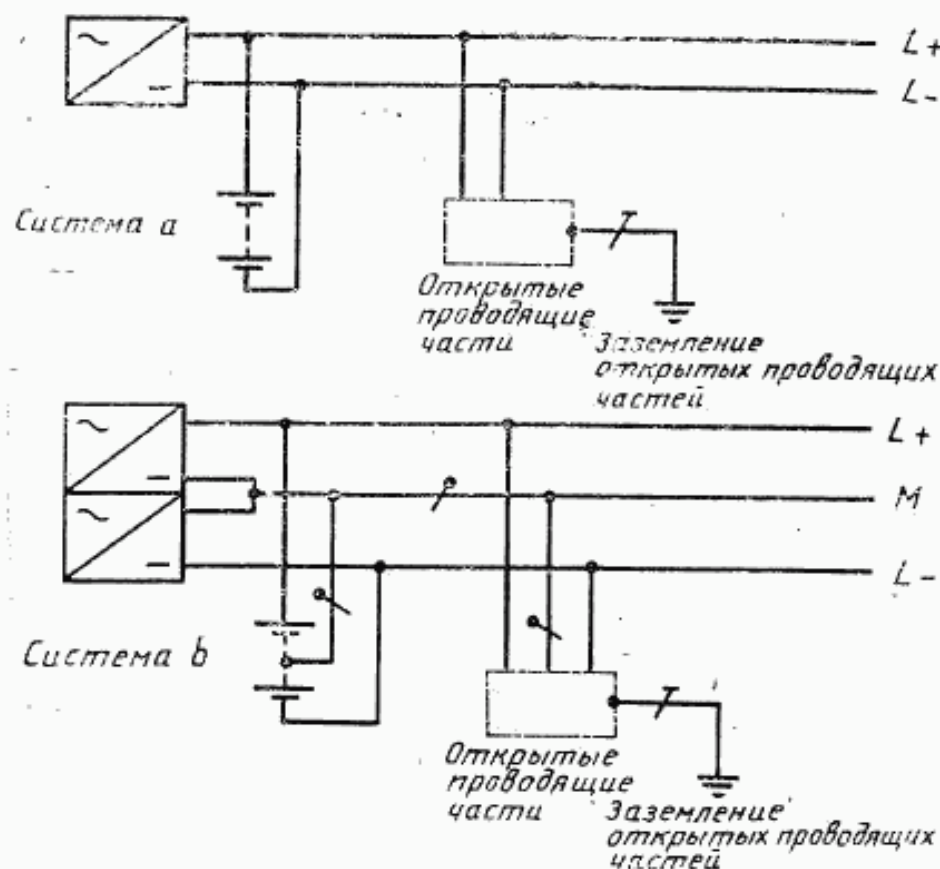 L+
L-
Система a
Открытые
проводящие
части
Заземление
открытых проводящих
частей
L+
M
L-
Система b
Открытые
проводящие
части
Заземление
открытых проводящих
частей